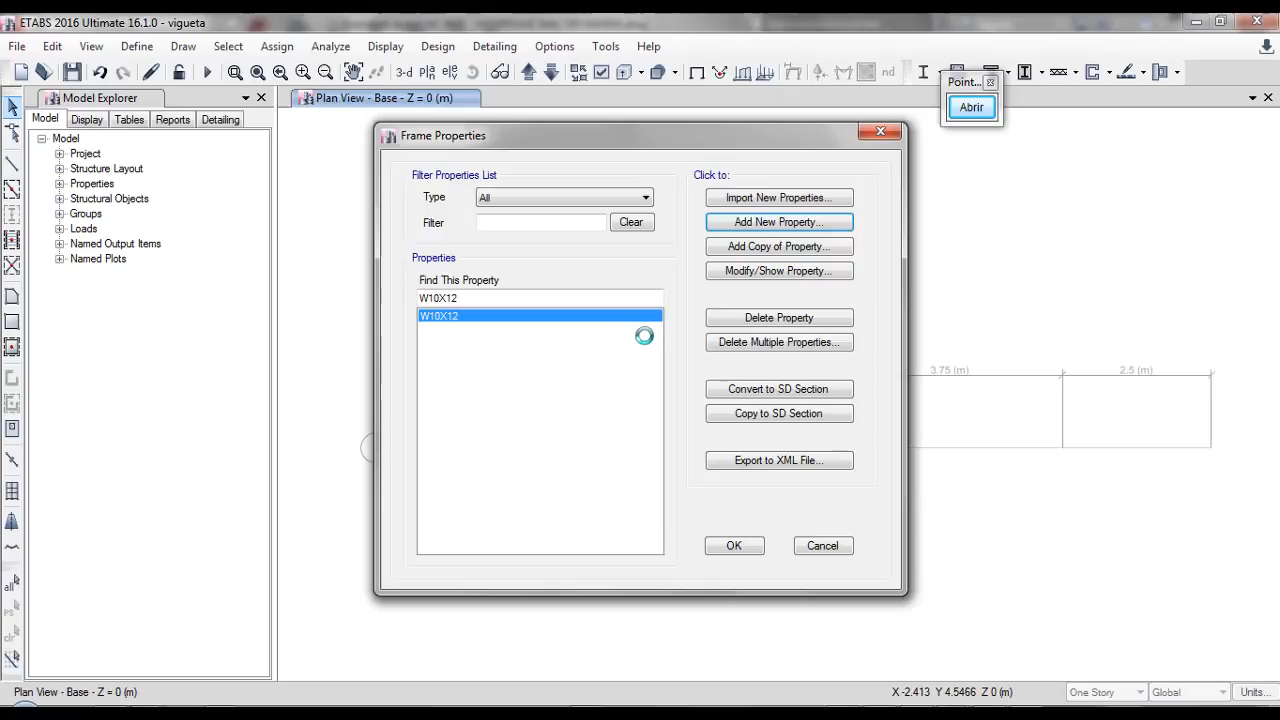 ETABS 2016 Ultimate 16.1.0 - vigueta
File Edit View Define Draw Select Assign Analyze Display Design Detailing Options Tools Help
3-d nd
Model Explorer
Plan View - Base - Z = 0 (m)
Point...
Abrir
Model Display Tables Reports Detailing
Model
Project
Structure Layout
Properties
Structural Objects
Groups
Loads
Named Output Items
Named Plots
all
ps
clr
Frame Properties
Filter Properties List
Type All
Filter Clear
Properties
Find This Property
W10X12
W10X12
Click to:
Import New Properties...
Add New Property...
Add Copy of Property...
Modify/Show Property...
Delete Property
Delete Multiple Properties...
Convert to SD Section
Copy to SD Section
Export to XML File...
OK Cancel
3.75 (m) 2.5 (m)
Plan View - Base - Z = 0 (m) X -2.413 Y 4.5466 Z 0 (m) One Story Global Units...